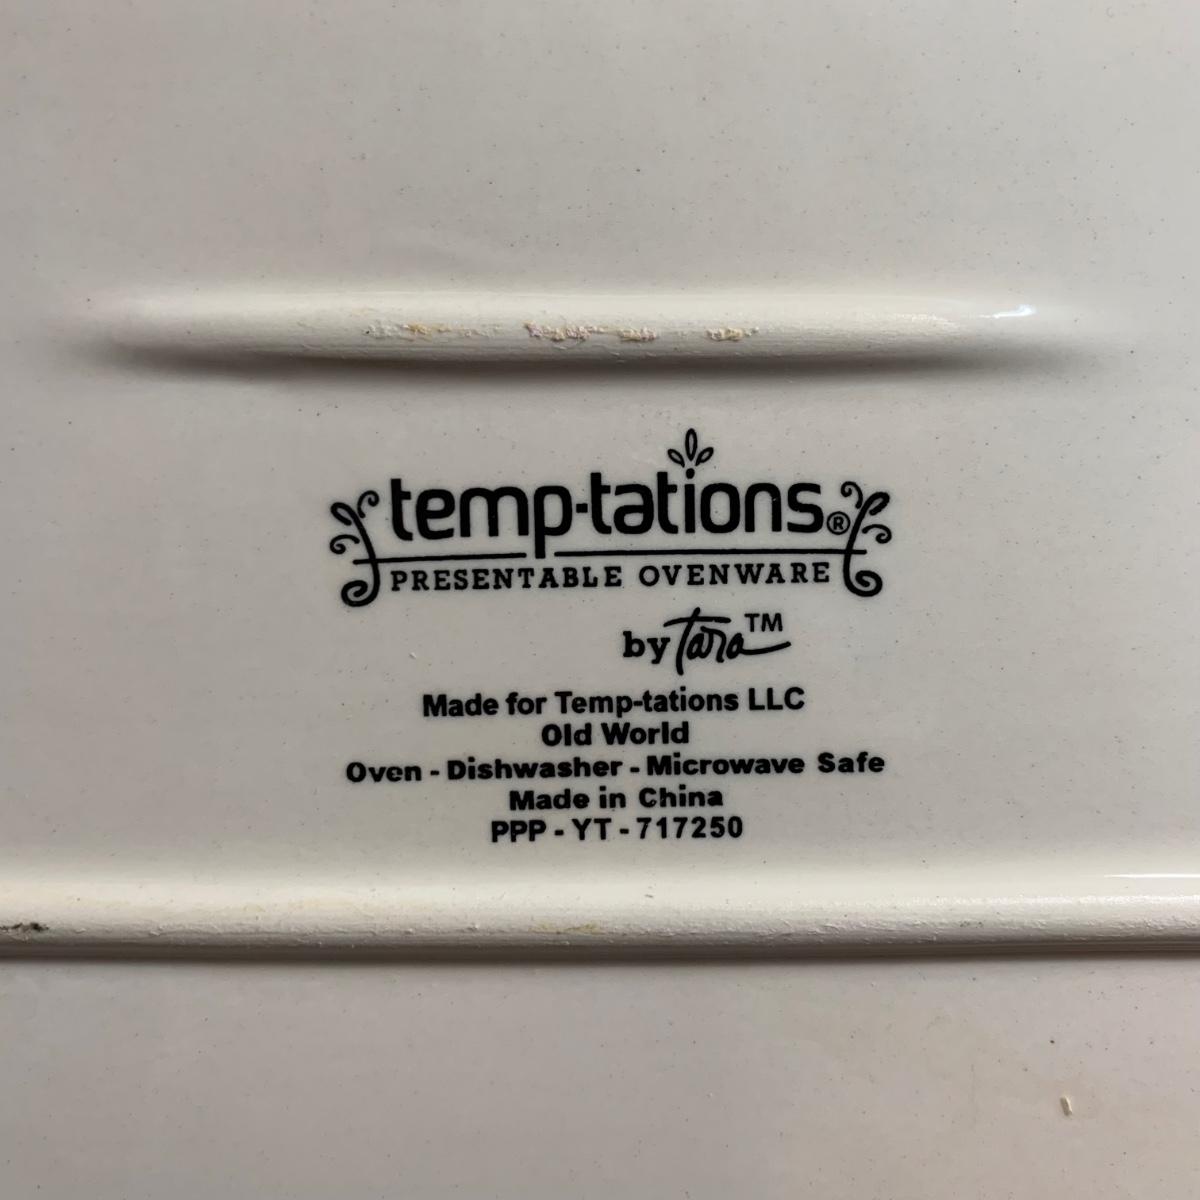 temp-tations®
PRESENTABLE OVENWARE
by Tara™
Made for Temp-tations LLC
Old World
Oven - Dishwasher - Microwave Safe
Made in China
PPP - YT - 717250